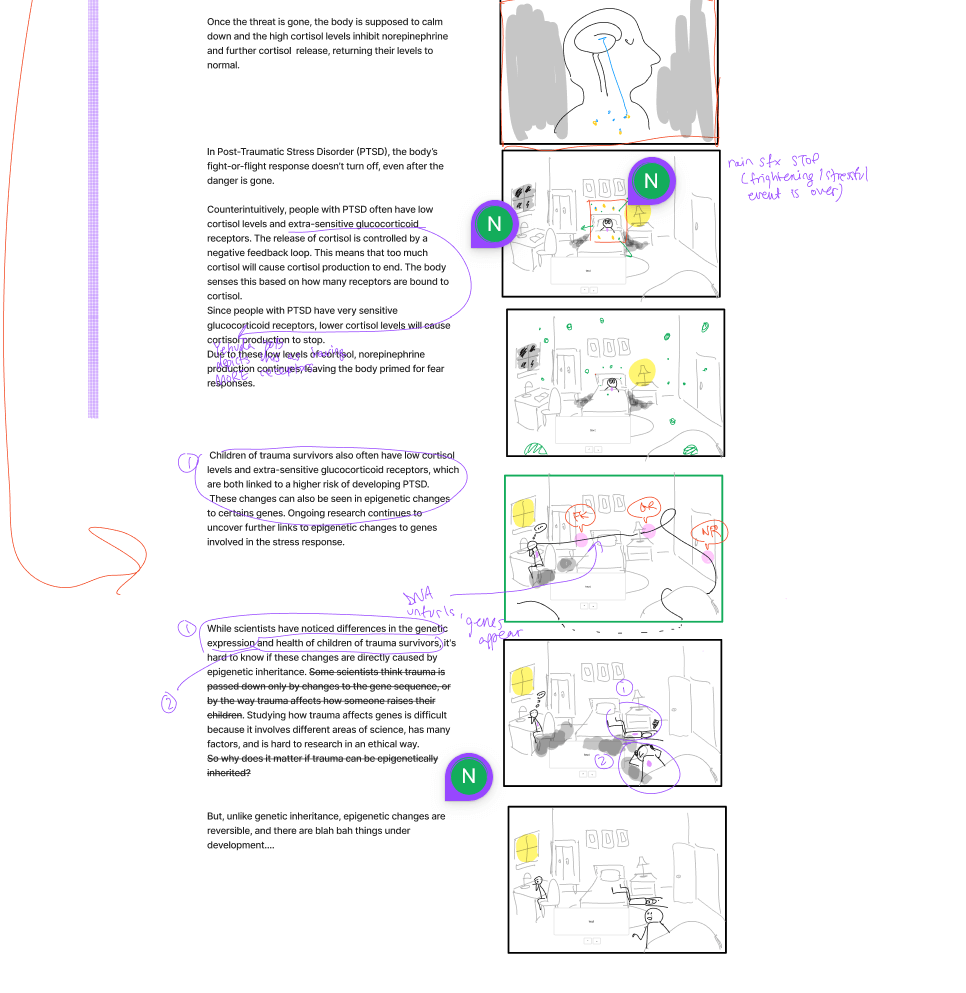 Once the threat is gone, the body is supposed to calm
down and the high cortisol levels inhibit norepinephrine
and further cortisol release, returning their levels to
normal.
In Post-Traumatic Stress Disorder (PTSD), the body's
fight-or-flight response doesn't turn off, even after the
danger is gone.
rain sfx STOP
(frightening / stressful
event is over)
N
N
Counterintuitively, people with PTSD often have low
cortisol levels and extra-sensitive glucocorticoid
receptors. The release of cortisol is controlled by a
negative feedback loop. This means that too much
cortisol will cause cortisol production to end. The body
senses this based on how many receptors are bound to
cortisol.
Since people with PTSD have very sensitive
glucocorticoid receptors, lower cortisol levels will cause
cortisol production to stop.
Due to these low levels of cortisol, norepinephrine
production continues, leaving the body primed for fear
responses.
Yehuda
depicts this as having
MORE receptors
1
Children of trauma survivors also often have low cortisol
levels and extra-sensitive glucocorticoid receptors, which
are both linked to a higher risk of developing PTSD.
These changes can also be seen in epigenetic changes
to certain genes. Ongoing research continues to
uncover further links to epigenetic changes to genes
involved in the stress response.
GR
NR
DNA
genes
appear
1
While scientists have noticed differences in the genetic
expression and health of children of trauma survivors, it's
hard to know if these changes are directly caused by
epigenetic inheritance. Some scientists think trauma is
passed down only by changes to the gene sequence, or
by the way trauma affects how someone raises their
children. Studying how trauma affects genes is difficult
because it involves different areas of science, has many
factors, and is hard to research in an ethical way.
So why does it matter if trauma can be epigenetically
inherited?
2
1
2
N
But, unlike genetic inheritance, epigenetic changes are
reversible, and there are blah bah things under
development....